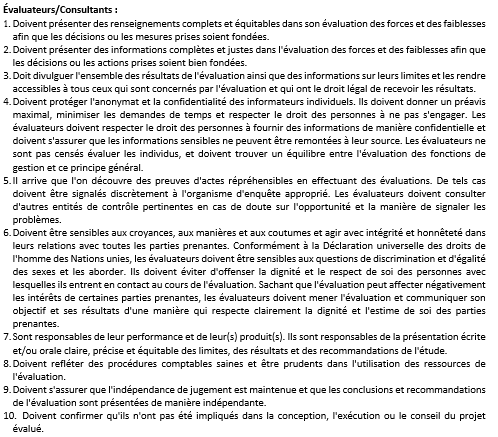 Évaluateurs/Consultants :
1. Doivent présenter des renseignements complets et équitables dans son évaluation des forces et des faiblesses
afin que les décisions ou les mesures prises soient fondées.
2. Doivent présenter des informations complètes et justes dans l'évaluation des forces et des faiblesses afin que
les décisions ou les actions prises soient bien fondées.
3. Doit divulguer l'ensemble des résultats de l'évaluation ainsi que des informations sur leurs limites et les rendre
accessibles à tous ceux qui sont concernés par l'évaluation et qui ont le droit légal de recevoir les résultats.
4. Doivent protéger l'anonymat et la confidentialité des informateurs individuels. Ils doivent donner un préavis
maximal, minimiser les demandes de temps et respecter le droit des personnes à ne pas s'engager. Les
évaluateurs doivent respecter le droit des personnes à fournir des informations de manière confidentielle et
doivent s'assurer que les informations sensibles ne peuvent être remontées à leur source. Les évaluateurs ne
sont pas censés évaluer les individus, et doivent trouver un équilibre entre l'évaluation des fonctions de
gestion et ce principe général.
5. Il arrive que l'on découvre des preuves d'actes répréhensibles en effectuant des évaluations. De tels cas
doivent être signalés discrètement à l'organisme d'enquête approprié. Les évaluateurs doivent consulter
d'autres entités de contrôle pertinentes en cas de doute sur l'opportunité et la manière de signaler les
problèmes.
6. Doivent être sensibles aux croyances, aux manières et aux coutumes et agir avec intégrité et honnêteté dans
leurs relations avec toutes les parties prenantes. Conformément à la Déclaration universelle des droits de
l'homme des Nations unies, les évaluateurs doivent être sensibles aux questions de discrimination et d'égalité
des sexes et les aborder. Ils doivent éviter d'offenser la dignité et le respect de soi des personnes avec
lesquelles ils entrent en contact au cours de l'évaluation. Sachant que l'évaluation peut affecter négativement
les intérêts de certaines parties prenantes, les évaluateurs doivent mener l'évaluation et communiquer son
objectif et ses résultats d'une manière qui respecte clairement la dignité et l'estime de soi des parties
prenantes.
7. Sont responsables de leur performance et de leur(s) produit(s). Ils sont responsables de la présentation écrite
et/ou orale claire, précise et équitable des limites, des résultats et des recommandations de l'étude.
8. Doivent refléter des procédures comptables saines et être prudents dans l'utilisation des ressources de
l'évaluation.
9. Doivent s'assurer que l'indépendance de jugement est maintenue et que les conclusions et recommandations
de l'évaluation sont présentées de manière indépendante.
10. Doivent confirmer qu'ils n'ont pas été impliqués dans la conception, l'exécution ou le conseil du projet
évalué.